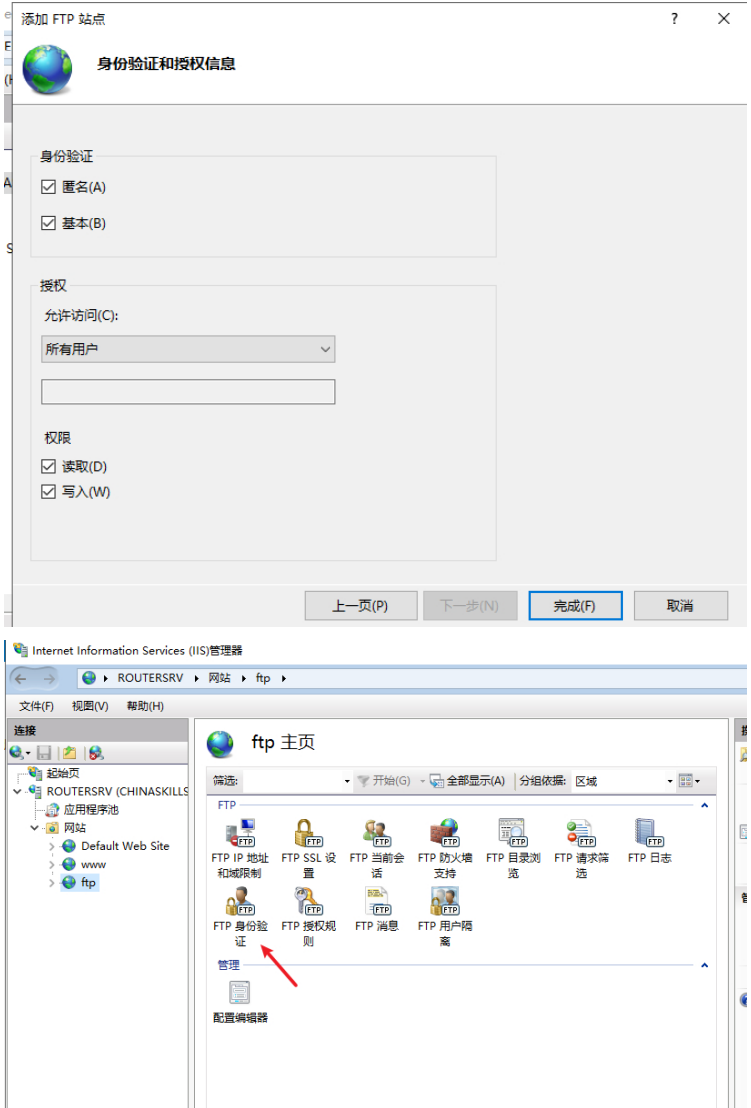 添加 FTP 站点
?
身份验证和授权信息
身份验证
匿名(A)
基本(B)
授权
允许访问(C):
所有用户
权限
读取(D)
写入(W)
上一页(P)
下一步(N)
完成(F)
取消
Internet Information Services (IIS)管理器
ROUTERSRV
网站
ftp
文件(F) 视图(V) 帮助(H)
连接
起始页
ROUTERSRV (CHINASKILLS
应用程序池
网站
Default Web Site
www
ftp
ftp 主页
筛选:
开始(G)
全部显示(A)
分组依据:
区域
FTP
FTP IP 地址
和域限制
FTP SSL 设
置
FTP 当前会
话
FTP 防火墙
支持
FTP 目录浏
览
FTP 请求筛
选
FTP 日志
FTP 身份验
证
FTP 授权规
则
FTP 消息
FTP 用户隔
离
管理
配置编辑器